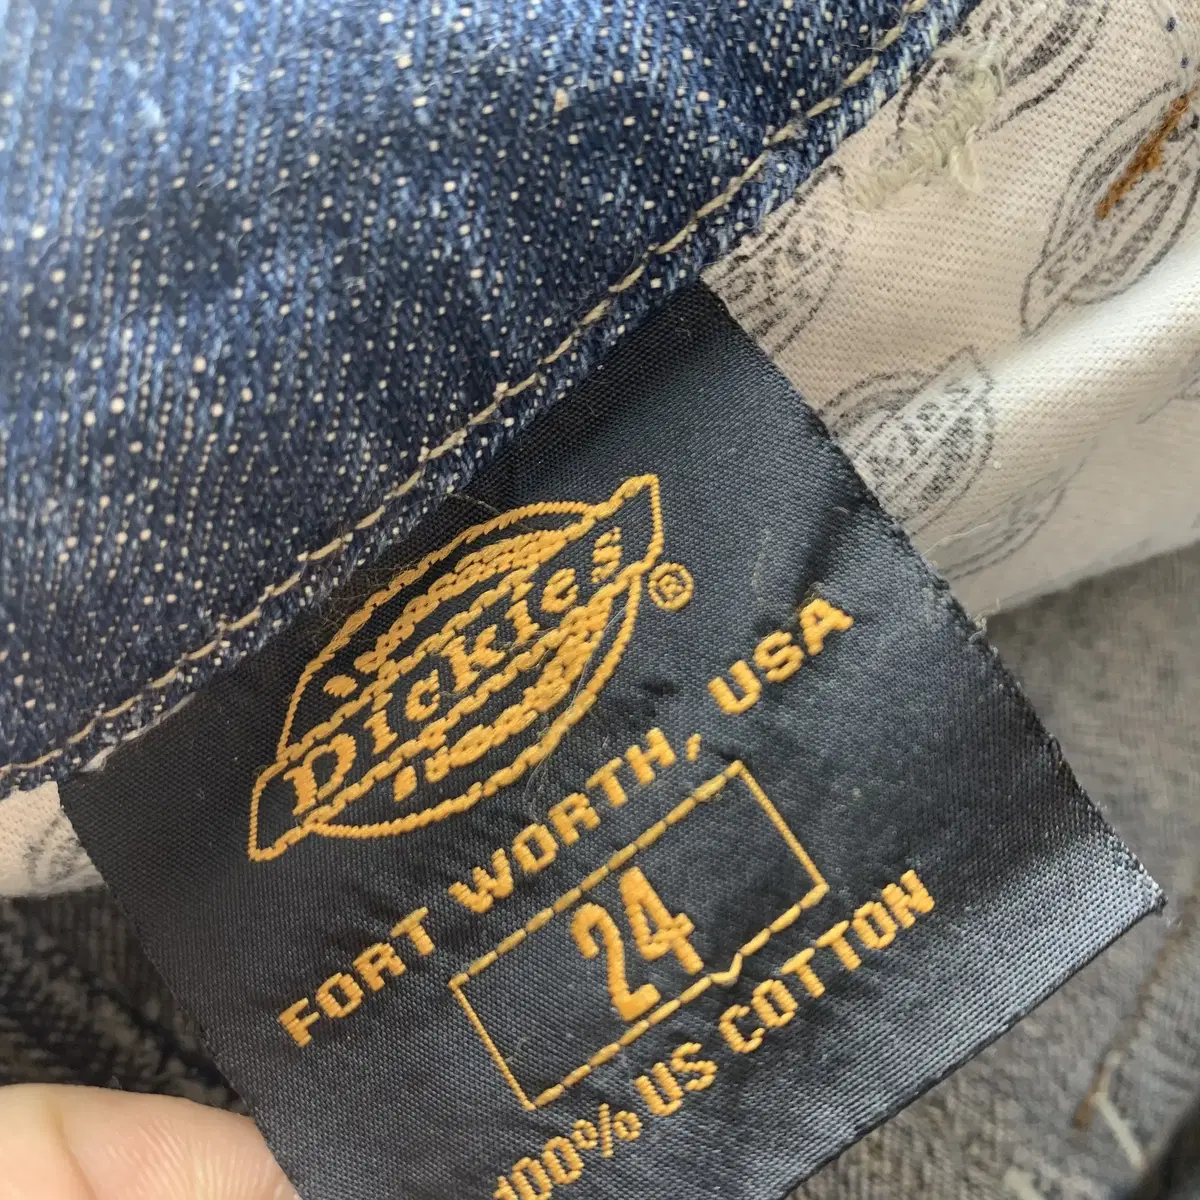 Dickies®
FORT WORTH, USA
24
100% US COTTON